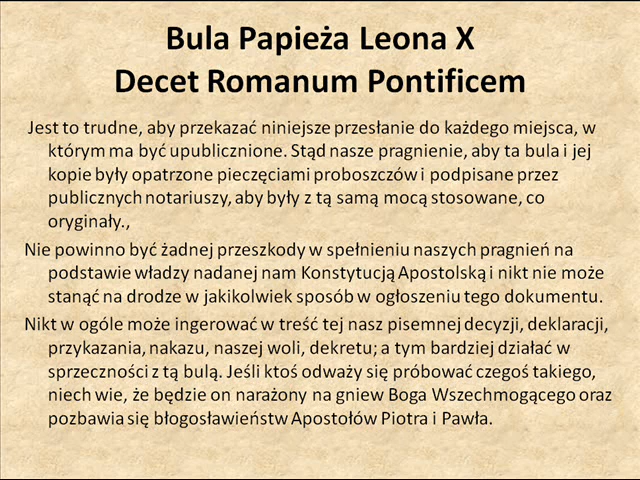 Bula Papieża Leona X
Decet Romanum Pontificem
Jest to trudne, aby przekazać niniejsze przesłanie do każdego miejsca, w
którym ma być upublicznione. Stąd nasze pragnienie, aby ta bula i jej
kopie były opatrzone pieczęciami proboszczów i podpisane przez
publicznych notariuszy, aby były z tą samą mocą stosowane, co
oryginały.,
Nie powinno być żadnej przeszkody w spełnieniu naszych pragnień na
podstawie władzy nadanej nam Konstytucją Apostolską i nikt nie może
stanąć na drodze w jakikolwiek sposób w ogłoszeniu tego dokumentu.
Nikt w ogóle może ingerować w treść tej nasz pisemnej decyzji, deklaracji,
przykazania, nakazu, naszej woli, dekretu; a tym bardziej działać w
sprzeczności z tą bulą. Jeśli ktoś odważy się próbować czegoś takiego,
niech wie, że będzie on narażony na gniew Boga Wszechmogącego oraz
pozbawia się błogosławieństw Apostołów Piotra i Pawła.